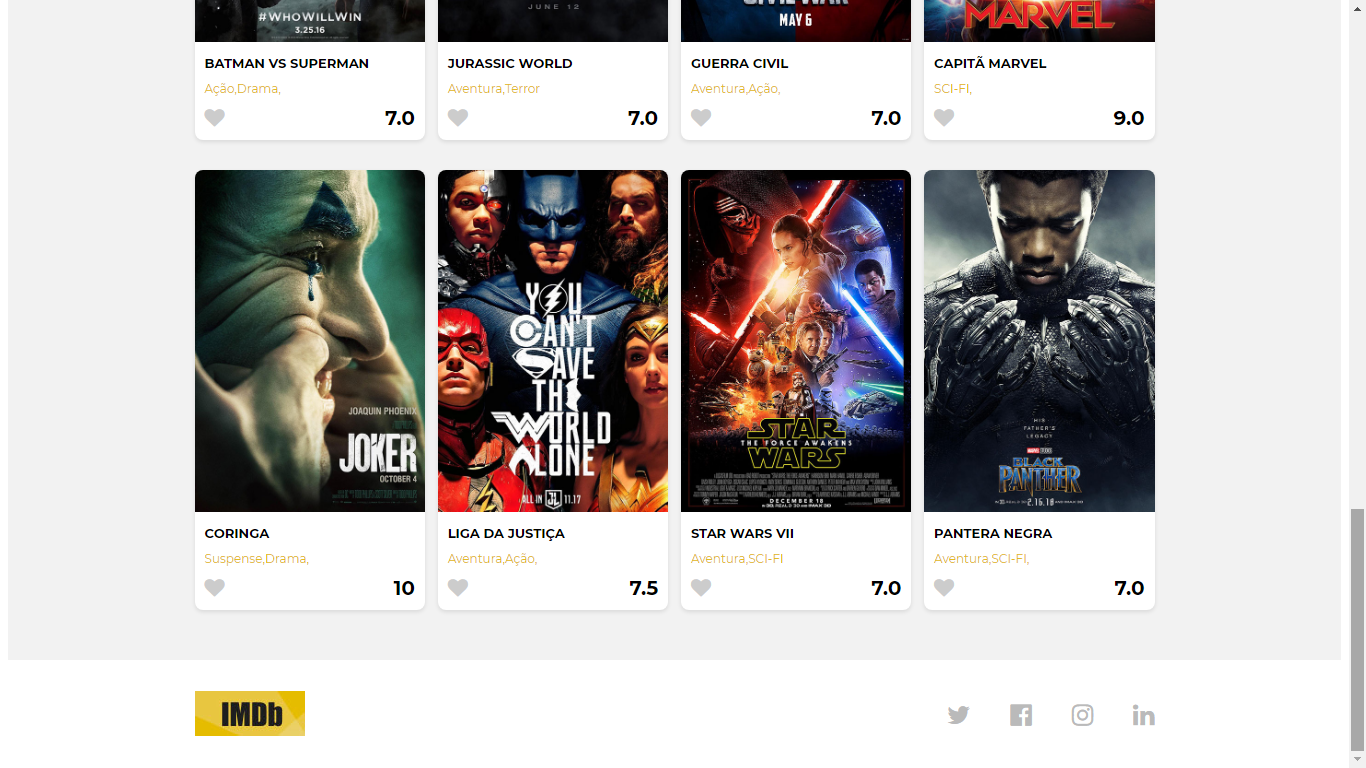 #WHOWILLWIN
3.25.16
JUNE 12
CIVIL WAR
MAY 6
MARVEL
BATMAN VS SUPERMAN
Ação,Drama,
7.0
JURASSIC WORLD
Aventura,Terror
7.0
GUERRA CIVIL
Aventura,Ação,
7.0
CAPITÃ MARVEL
SCI-FI,
9.0
JOAQUIN PHOENIX
JOKER
OCTOBER 4
YOU
CAN'T
SAVE
THE
WORLD
ALONE
ALL IN JL 11.17
STAR
THE FORCE AWAKENS
WARS
DECEMBER 18
HIS
FATHER'S
LEGACY
MARVEL STUDIOS
BLACK
PANTHER
2.16.18
CORINGA
Suspense,Drama,
10
LIGA DA JUSTIÇA
Aventura,Ação,
7.5
STAR WARS VII
Aventura,SCI-FI
7.0
PANTERA NEGRA
Aventura,SCI-FI,
7.0
IMDb